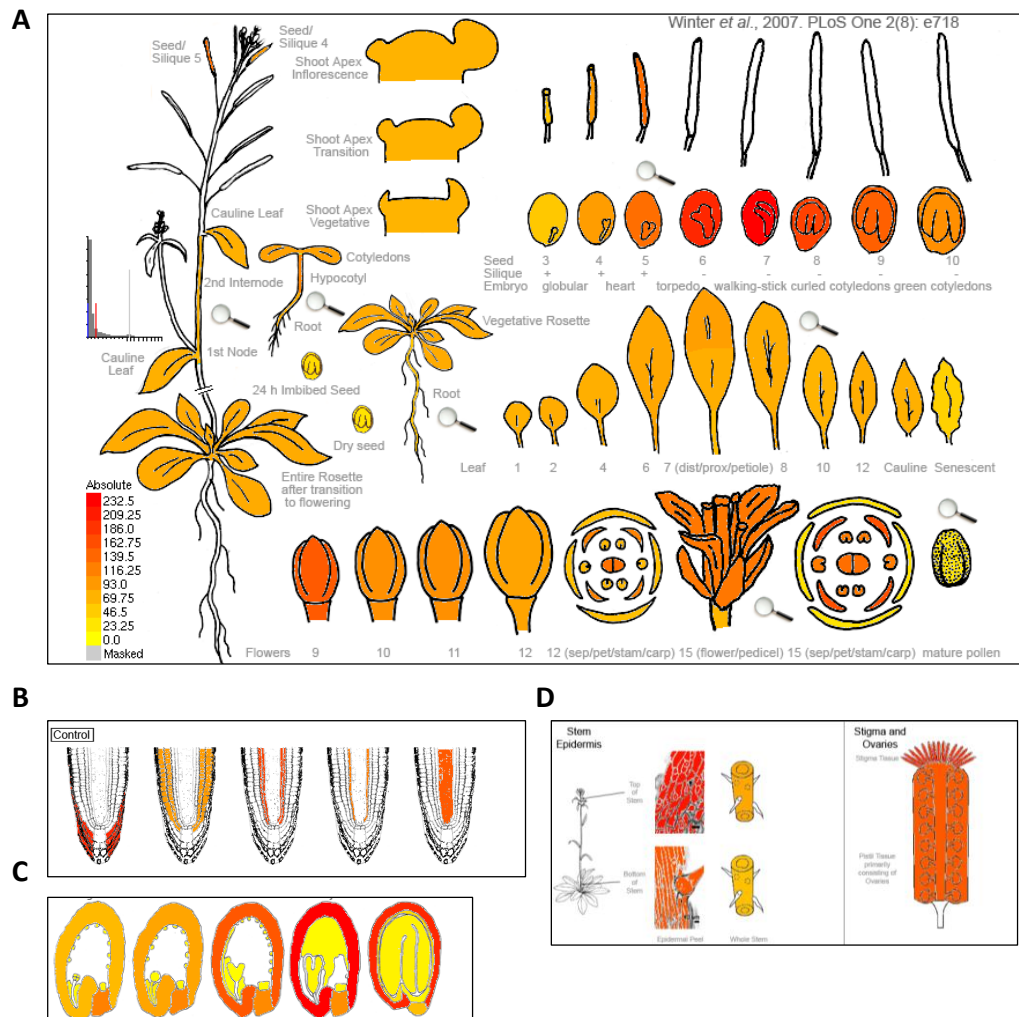 A
Winter et al., 2007. PLoS One 2(8): e718
Seed/
Silique 5
Seed/
Silique 4
Shoot Apex
Inflorescence
Shoot Apex
Transition
Shoot Apex
Vegetative
Cauline Leaf
2nd Internode
Cotyledons
Hypocotyl
Root
1st Node
Cauline
Leaf
24 h Imbibed Seed
Dry seed
Vegetative Rosette
Root
Entire Rosette
after transition
to flowering
Seed 3 4 5 6 7 8 9 10
Silique + + + - - - - -
Embryo globular heart torpedo walking-stick curled cotyledons green cotyledons
Leaf 1 2 4 6 7 (dist/prox/petiole) 8 10 12 Cauline Senescent
Absolute
232.5
209.25
186.0
162.75
139.5
116.25
93.0
69.75
46.5
23.25
0.0
Masked
Flowers 9 10 11 12 12 (sep/pet/stam/carp) 15 (flower/pedicel) 15 (sep/pet/stam/carp) mature pollen
B
Control
C
D
Stem
Epidermis
Top
of
Stem
Bottom
of
Stem
Epidermal Peel Whole Stem
Stigma and
Ovaries
Stigma Tissue
Pistil Tissue
primarily
consisting of
Ovaries